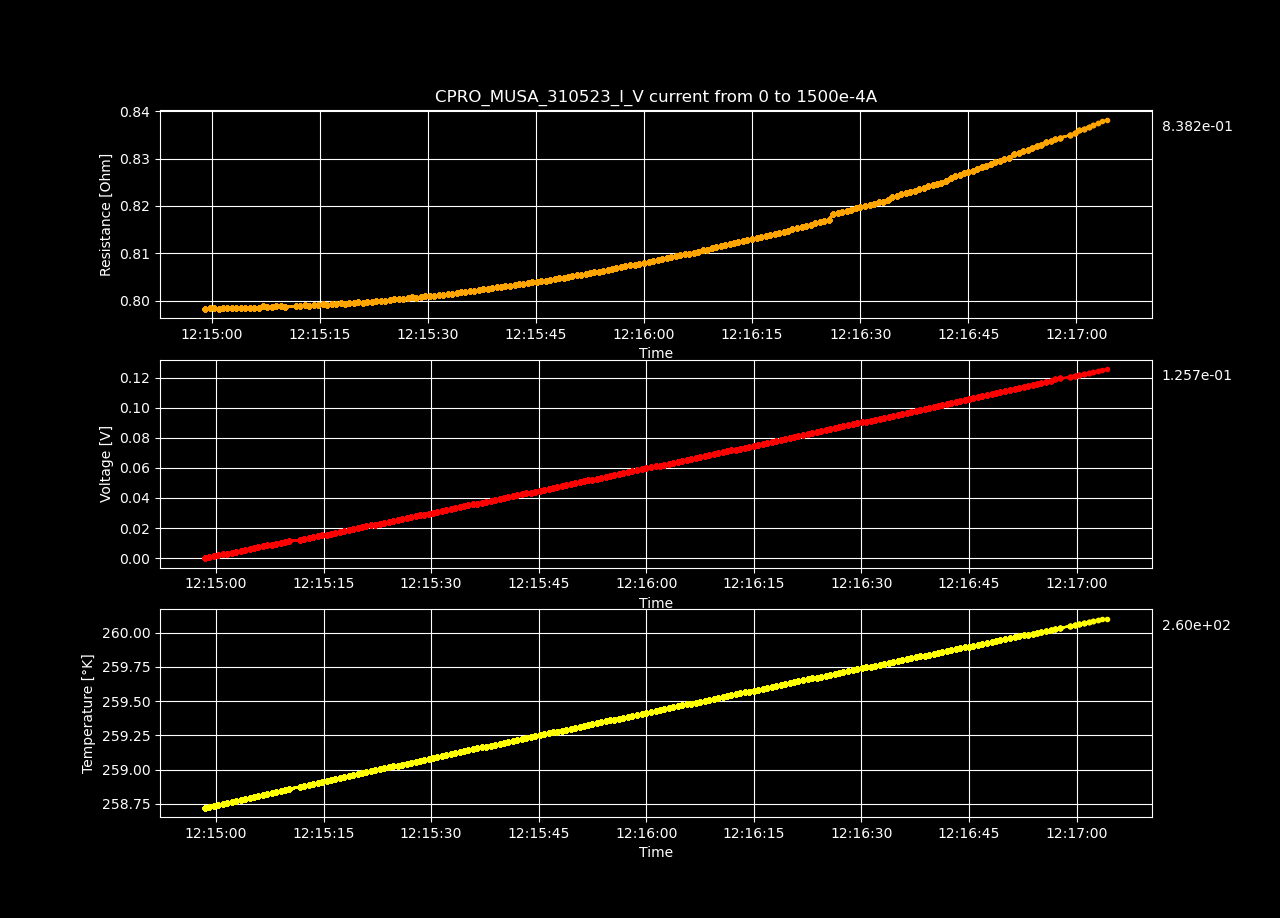 CPRO_MUSA_310523_I_V current from 0 to 1500e-4A
Resistance [Ohm]
0.84
0.83
0.82
0.81
0.80
8.382e-01
12:15:00 12:15:15 12:15:30 12:15:45 12:16:00 12:16:15 12:16:30 12:16:45 12:17:00
Time
Voltage [V]
0.12
0.10
0.08
0.06
0.04
0.02
0.00
1.257e-01
12:15:00 12:15:15 12:15:30 12:15:45 12:16:00 12:16:15 12:16:30 12:16:45 12:17:00
Time
Temperature [°K]
260.00
259.75
259.50
259.25
259.00
258.75
2.60e+02
12:15:00 12:15:15 12:15:30 12:15:45 12:16:00 12:16:15 12:16:30 12:16:45 12:17:00
Time